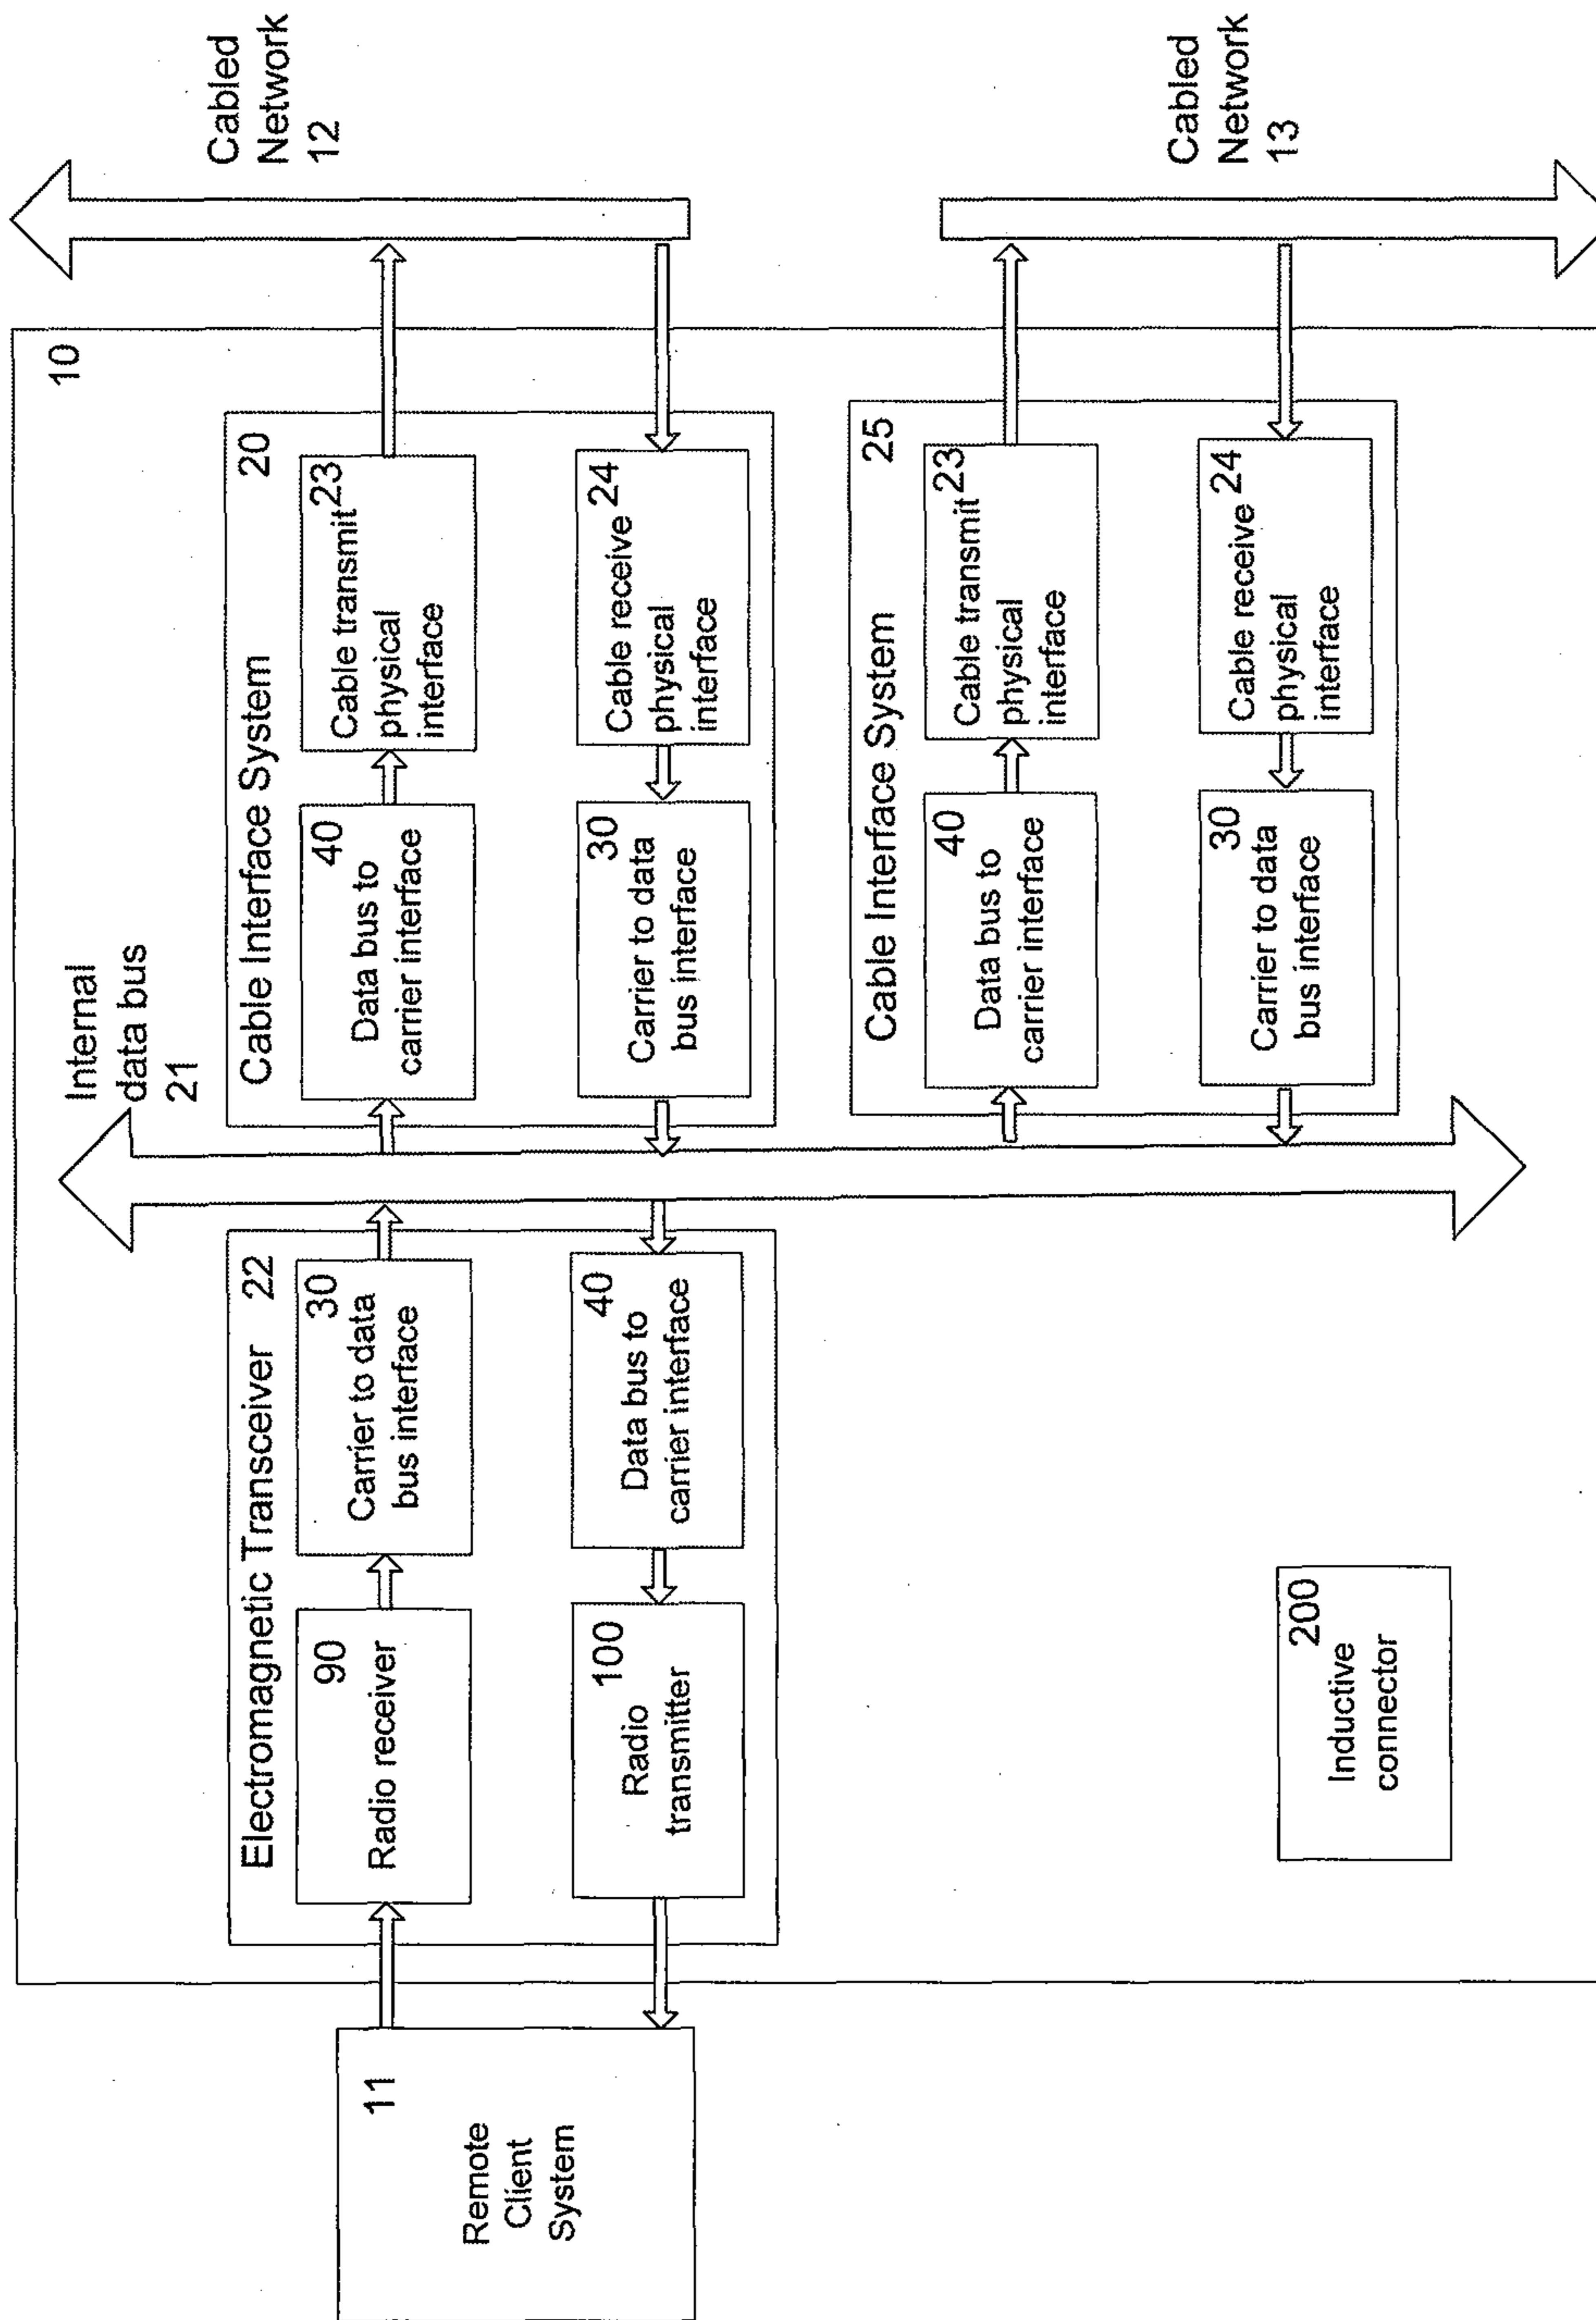 Cabled
Network
12
Cabled
Network
13
10
Internal
data bus
21
Cable Interface System 20
40
Data bus to
carrier interface
Cable transmit 23
physical
interface
30
Carrier to data
bus interface
Cable receive 24
physical
interface
Cable Interface System 25
40
Data bus to
carrier interface
Cable transmit 23
physical
interface
30
Carrier to data
bus interface
Cable receive 24
physical
interface
Electromagnetic Transceiver 22
90
Radio receiver
30
Carrier to data
bus interface
100
Radio
transmitter
40
Data bus to
carrier interface
200
Inductive
connector
11
Remote
Client
System